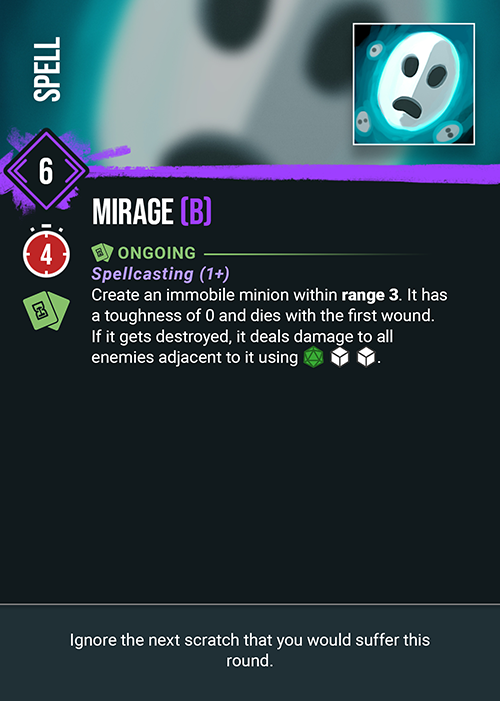 SPELL
6
MIRAGE (B)
4
ONGOING
Spellcasting (1+)
Create an immobile minion within range 3. It has
a toughness of 0 and dies with the first wound.
If it gets destroyed, it deals damage to all
enemies adjacent to it using .
Ignore the next scratch that you would suffer this
round.